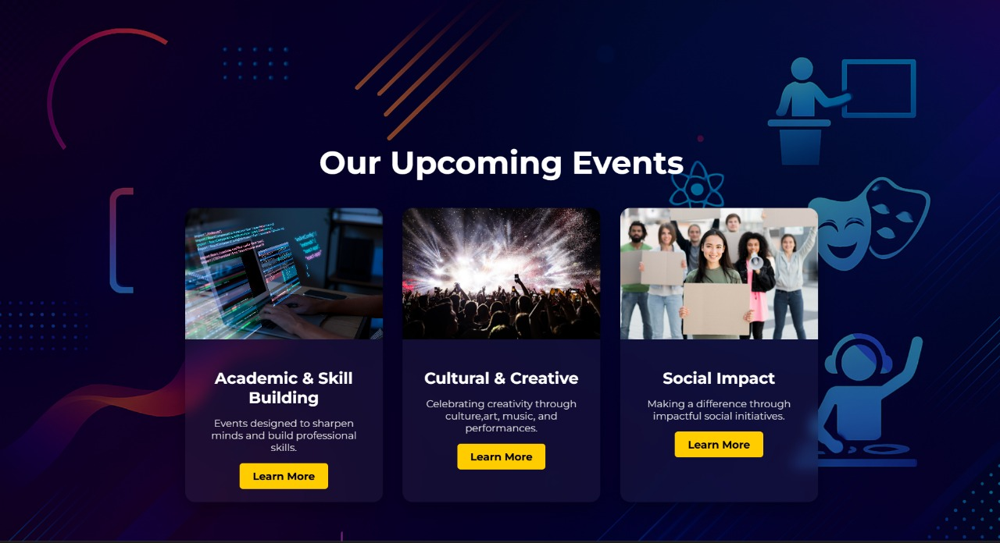 Our Upcoming Events
Academic & Skill
Building
Events designed to sharpen
minds and build professional
skills.
Learn More
Cultural & Creative
Celebrating creativity through
culture,art, music, and
performances.
Learn More
Social Impact
Making a difference through
impactful social initiatives.
Learn More